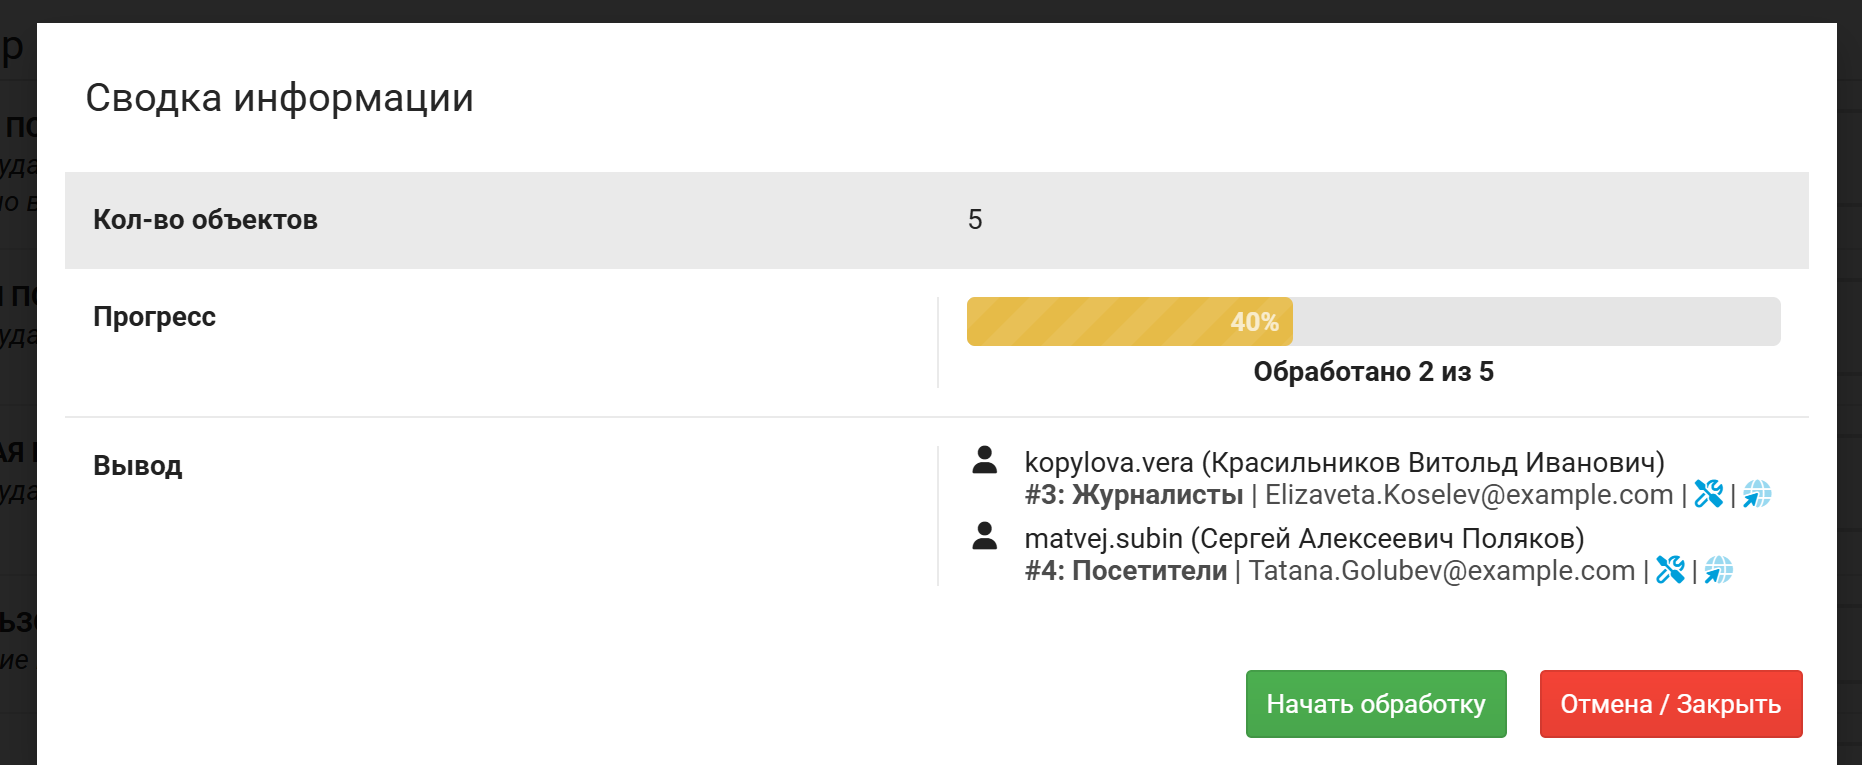 Сводка информации
Кол-во объектов 5
Прогресс 40%
Обработано 2 из 5
Вывод
kopylova.vera (Красильников Витольд Иванович)
#3: Журналисты | Elizaveta.Koselev@example.com | |
matvej.subin (Сергей Алексеевич Поляков)
#4: Посетители | Tatana.Golubev@example.com | |
Начать обработку Отмена / Закрыть